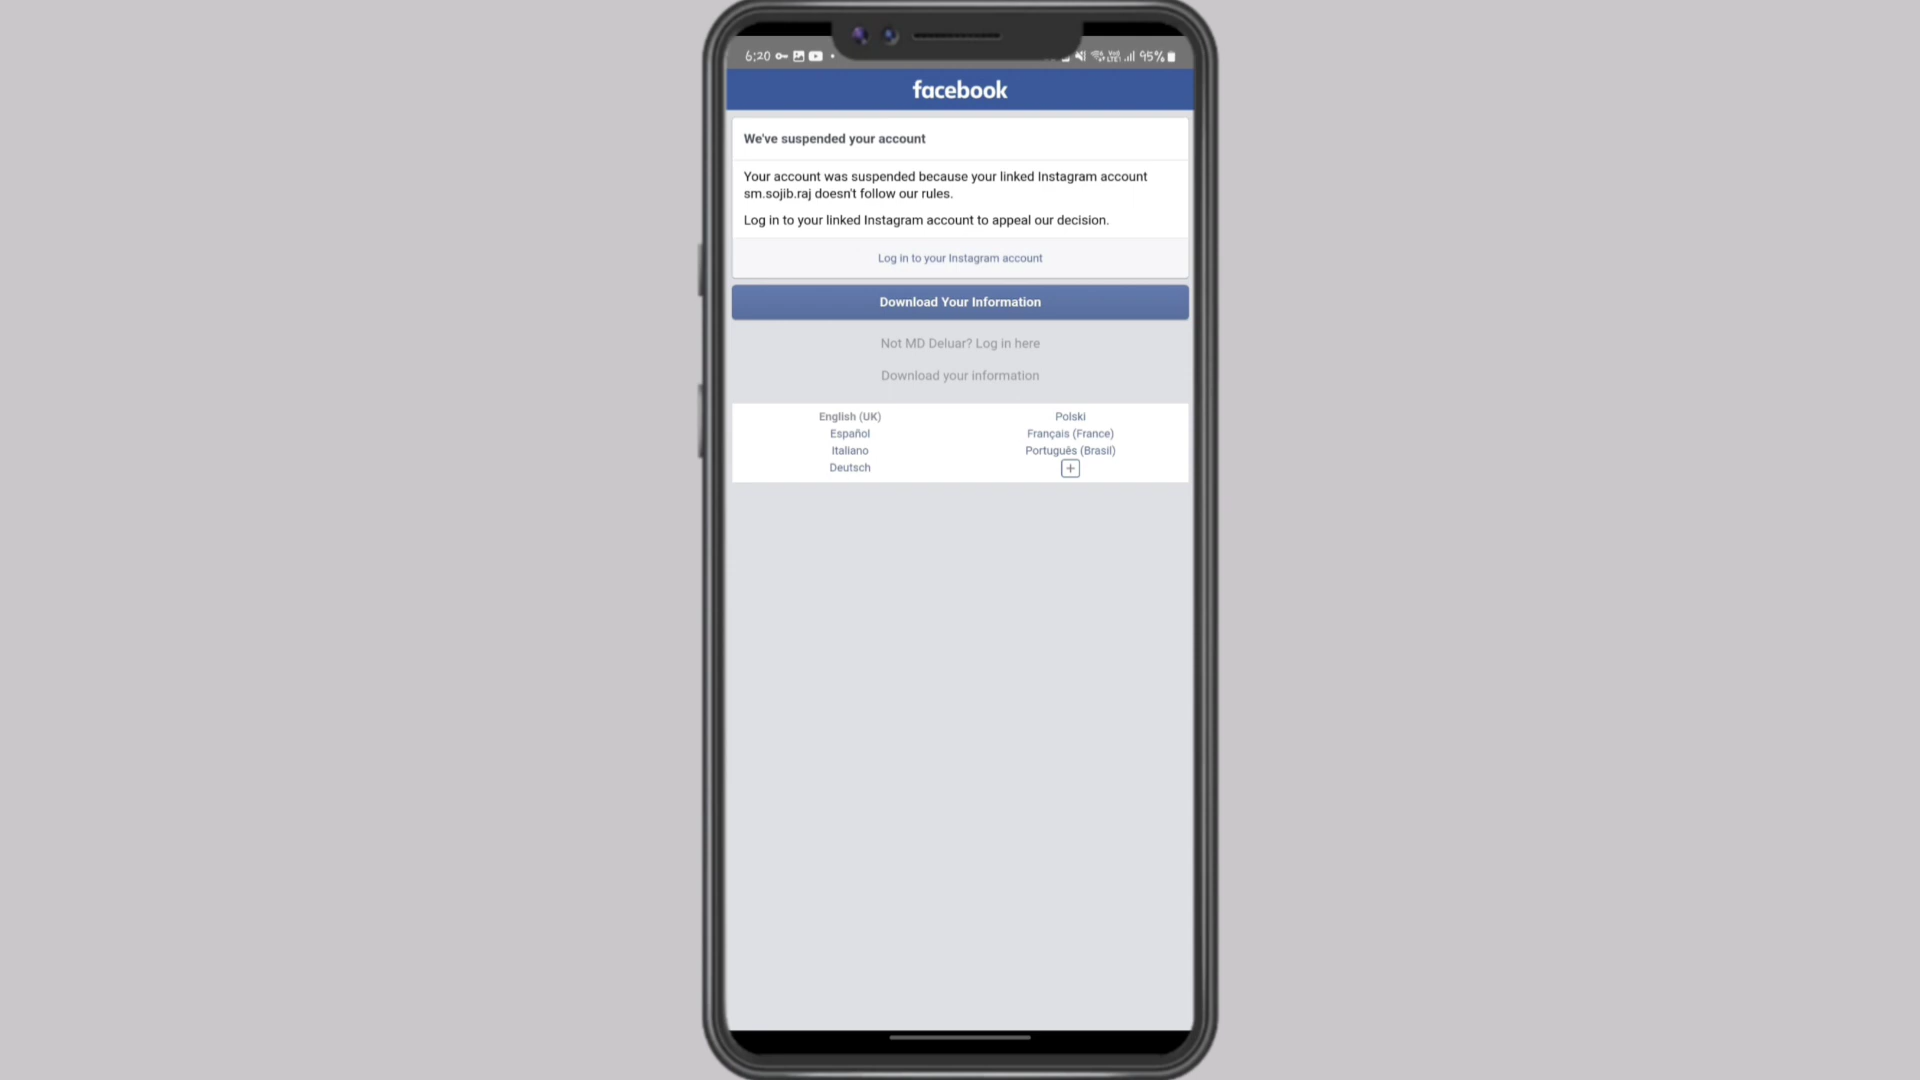 6:20
95%
facebook
We've suspended your account
Your account was suspended because your linked Instagram account
sm.sojib.raj doesn't follow our rules.
Log in to your linked Instagram account to appeal our decision.
Log in to your Instagram account
Download Your Information
Not MD Deluar? Log in here
Download your information
English (UK)
Polski
Español
Français (France)
Italiano
Português (Brasil)
Deutsch